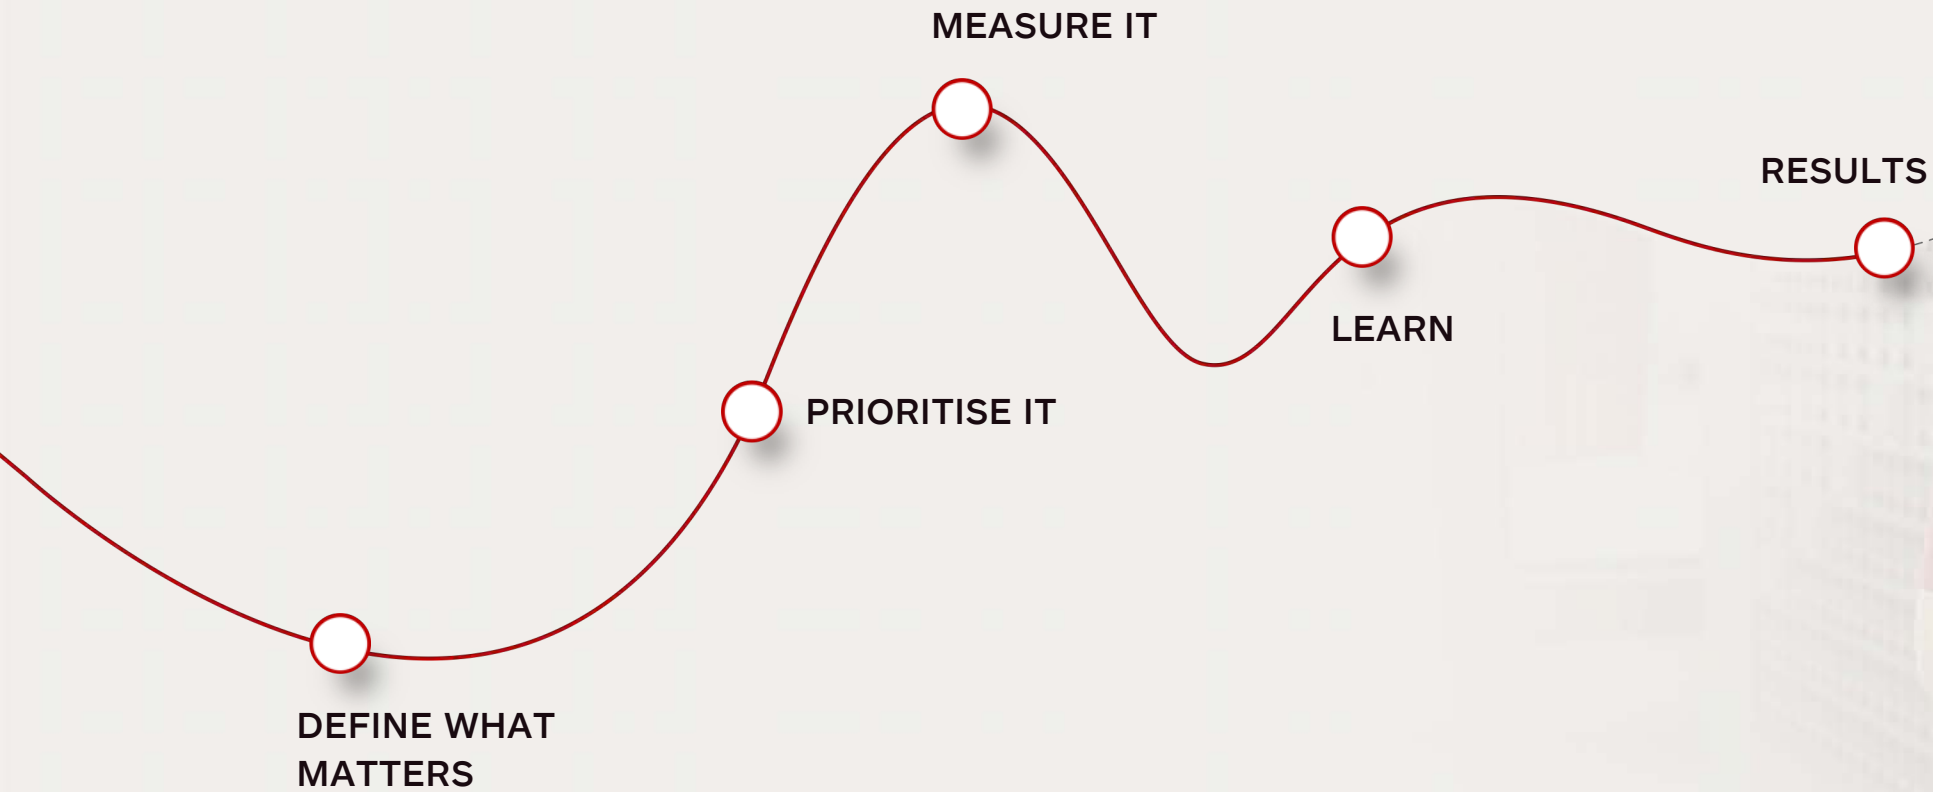 MEASURE IT
RESULTS
LEARN
PRIORITISE IT
DEFINE WHAT
MATTERS